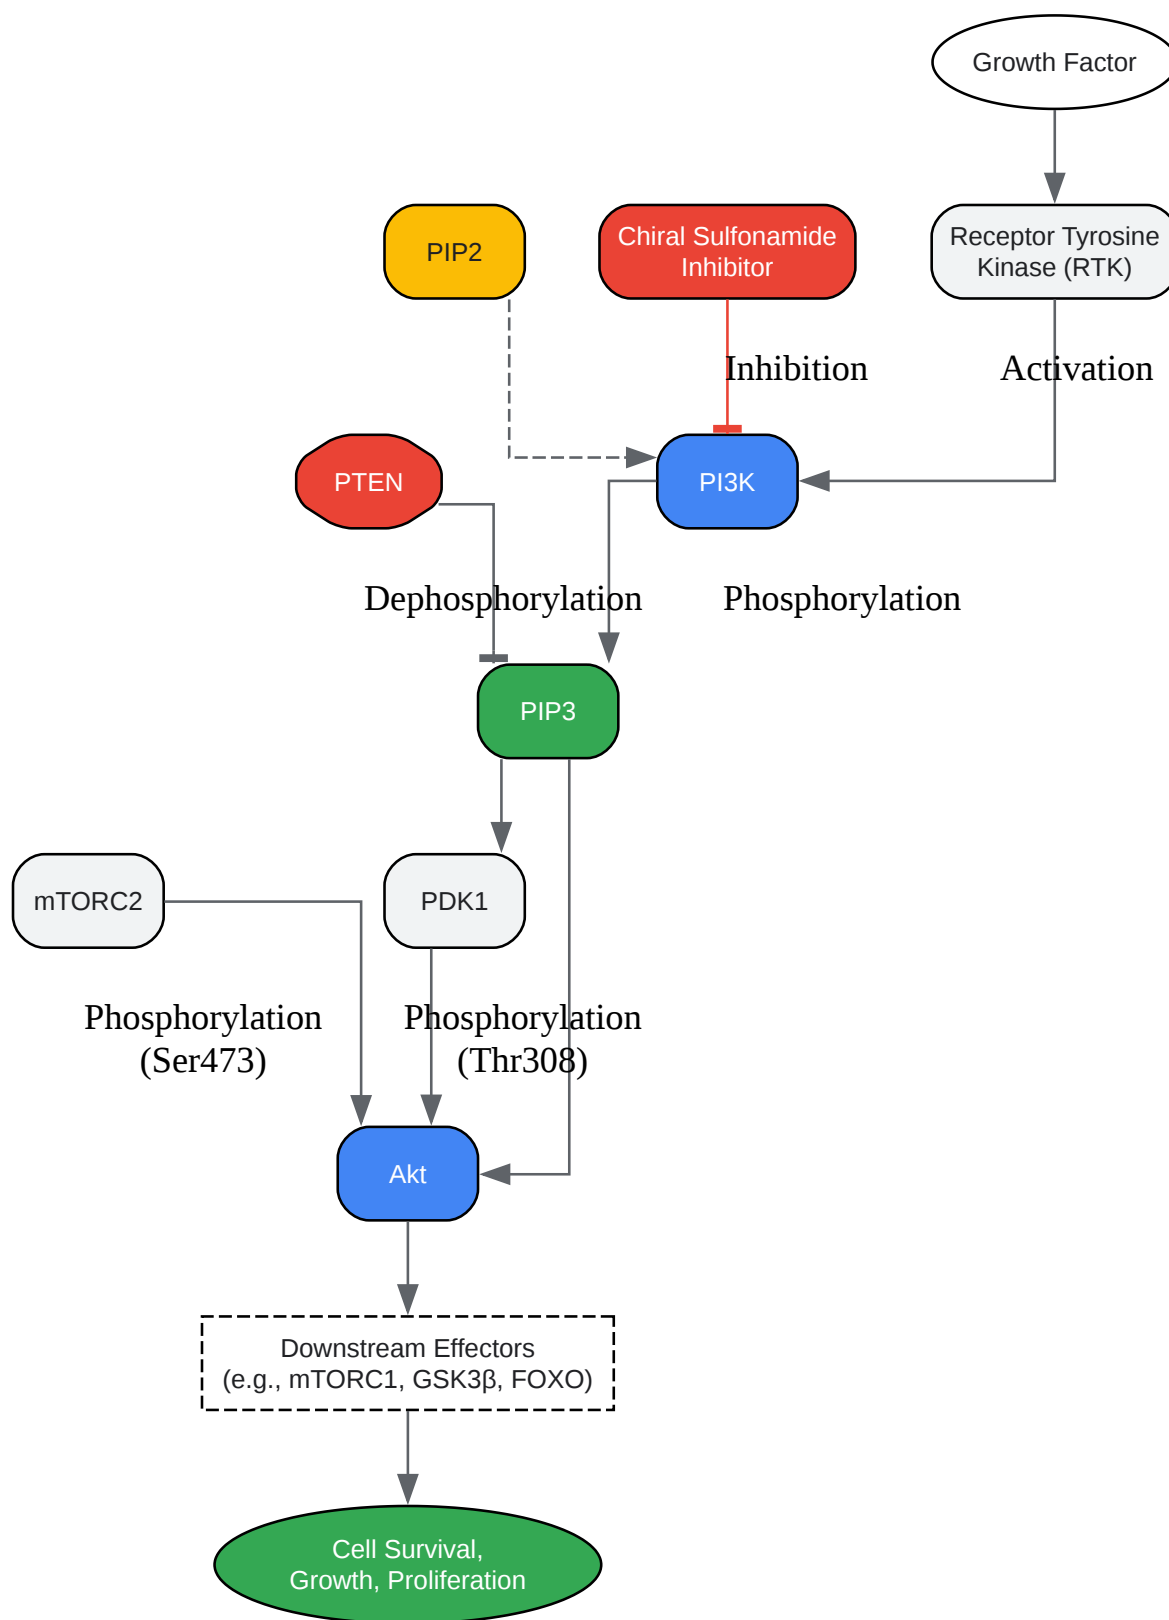 Growth Factor
PIP2
Chiral Sulfonamide
Inhibitor
Receptor Tyrosine
Kinase (RTK)
Inhibition
Activation
PTEN
PI3K
Dephosphorylation
Phosphorylation
PIP3
mTORC2
PDK1
Phosphorylation
(Ser473)
Phosphorylation
(Thr308)
Akt
Downstream Effectors
(e.g., mTORC1, GSK3β, FOXO)
Cell Survival,
Growth, Proliferation